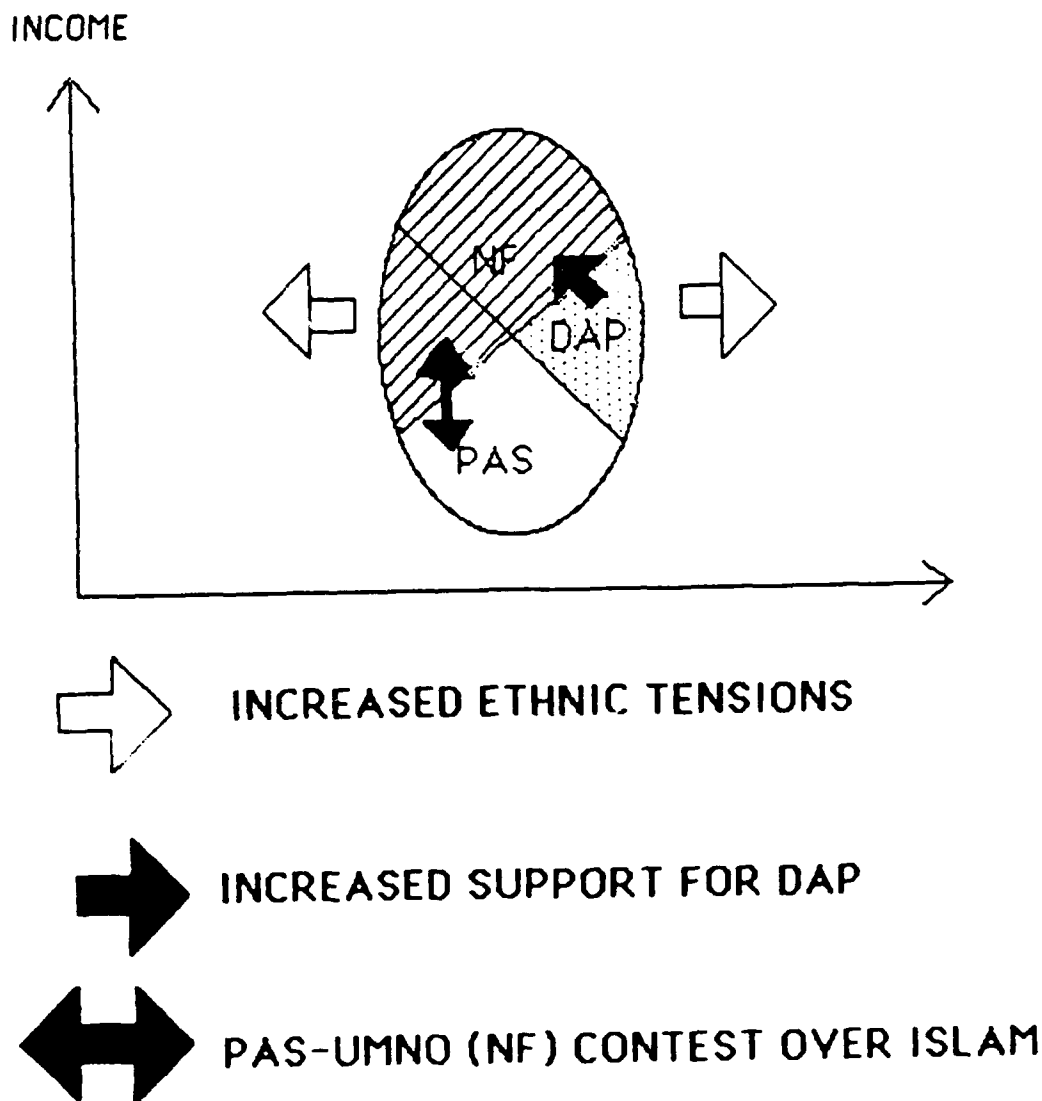 INCOME
NF
DAP
PAS
INCREASED ETHNIC TENSIONS
INCREASED SUPPORT FOR DAP
PAS-UMNO (NF) CONTEST OVER ISLAM